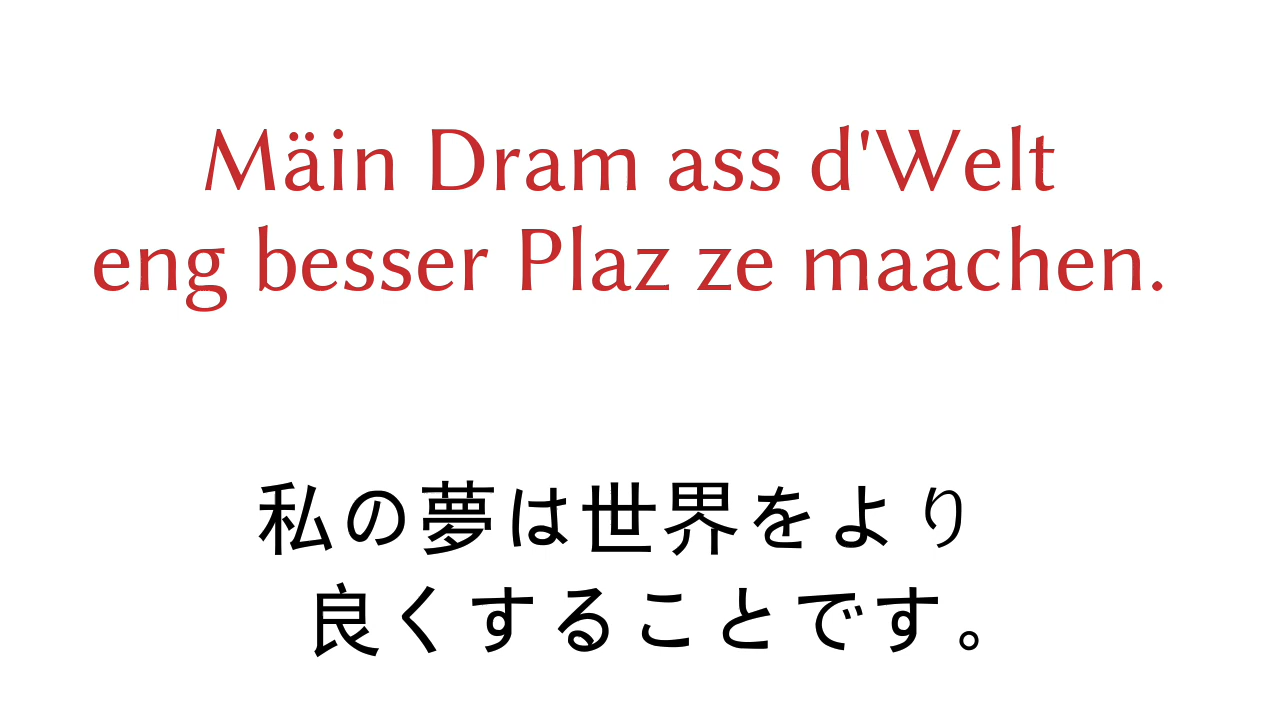 Mäin Dram ass d'Welt
eng besser Plaz ze maachen.
私の夢は世界をより
良くすることです。